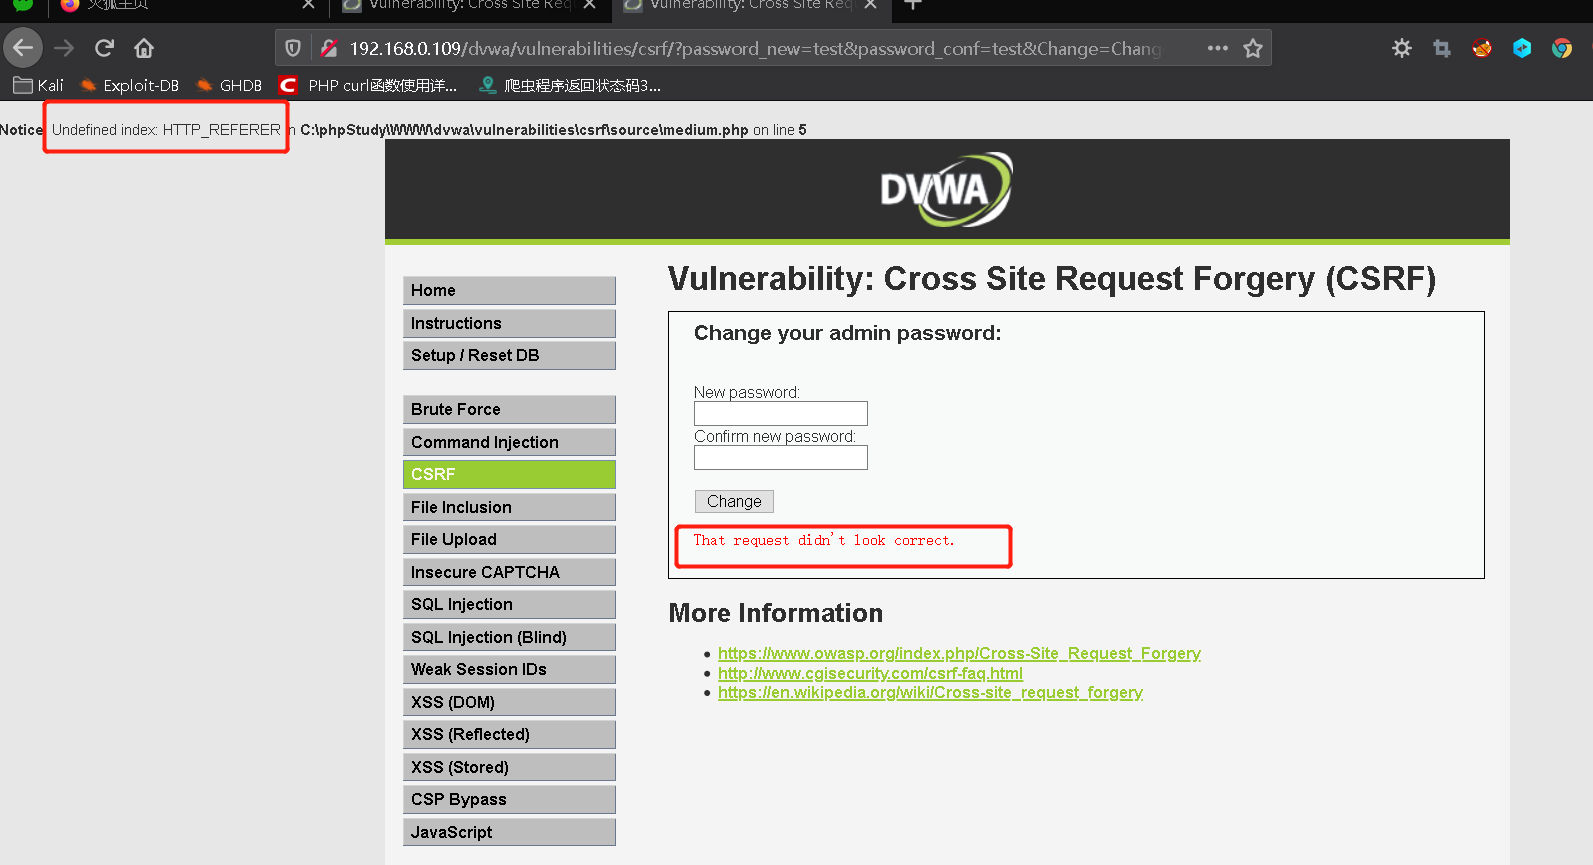 Vulnerability: Cross Site Req
Vulnerability: Cross Site Req
192.168.0.109/dvwa/vulnerabilities/csrf/?password_new=test&password_conf=test&Change=Chang
Kali
Exploit-DB
GHDB
PHP curl函数使用详...
爬虫程序返回状态码3...
Notice Undefined index: HTTP_REFERER n C:\phpStudy\WWW\dvwa\vulnerabilities\csrf\source\medium.php on line 5
DVWA
Vulnerability: Cross Site Request Forgery (CSRF)
Home
Instructions
Setup / Reset DB
Brute Force
Command Injection
CSRF
File Inclusion
File Upload
Insecure CAPTCHA
SQL Injection
SQL Injection (Blind)
Weak Session IDs
XSS (DOM)
XSS (Reflected)
XSS (Stored)
CSP Bypass
JavaScript
Change your admin password:
New password:
Confirm new password:
Change
That request didn't look correct.
More Information
https://www.owasp.org/index.php/Cross-Site_Request_Forgery
http://www.cgisecurity.com/csrf-faq.html
https://en.wikipedia.org/wiki/Cross-site_request_forgery